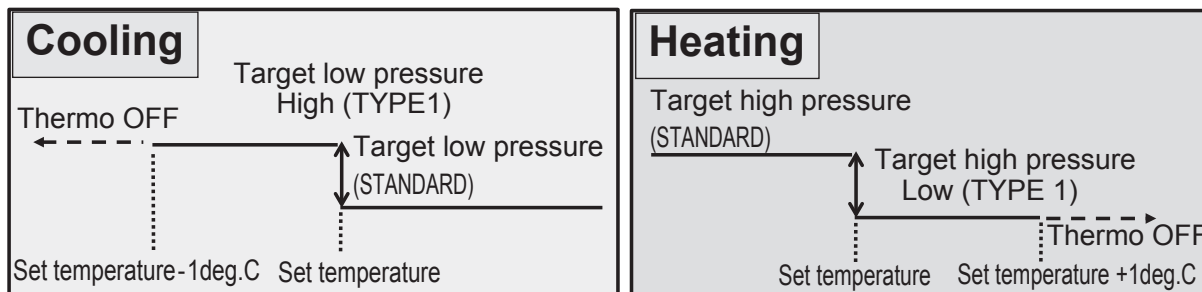 Cooling
Target low pressure
High (TYPE1)
Thermo OFF
Target low pressure
(STANDARD)
Set temperature-1deg.C
Set temperature
Heating
Target high pressure
(STANDARD)
Target high pressure
Low (TYPE 1)
Thermo OFF
Set temperature
Set temperature +1deg.C